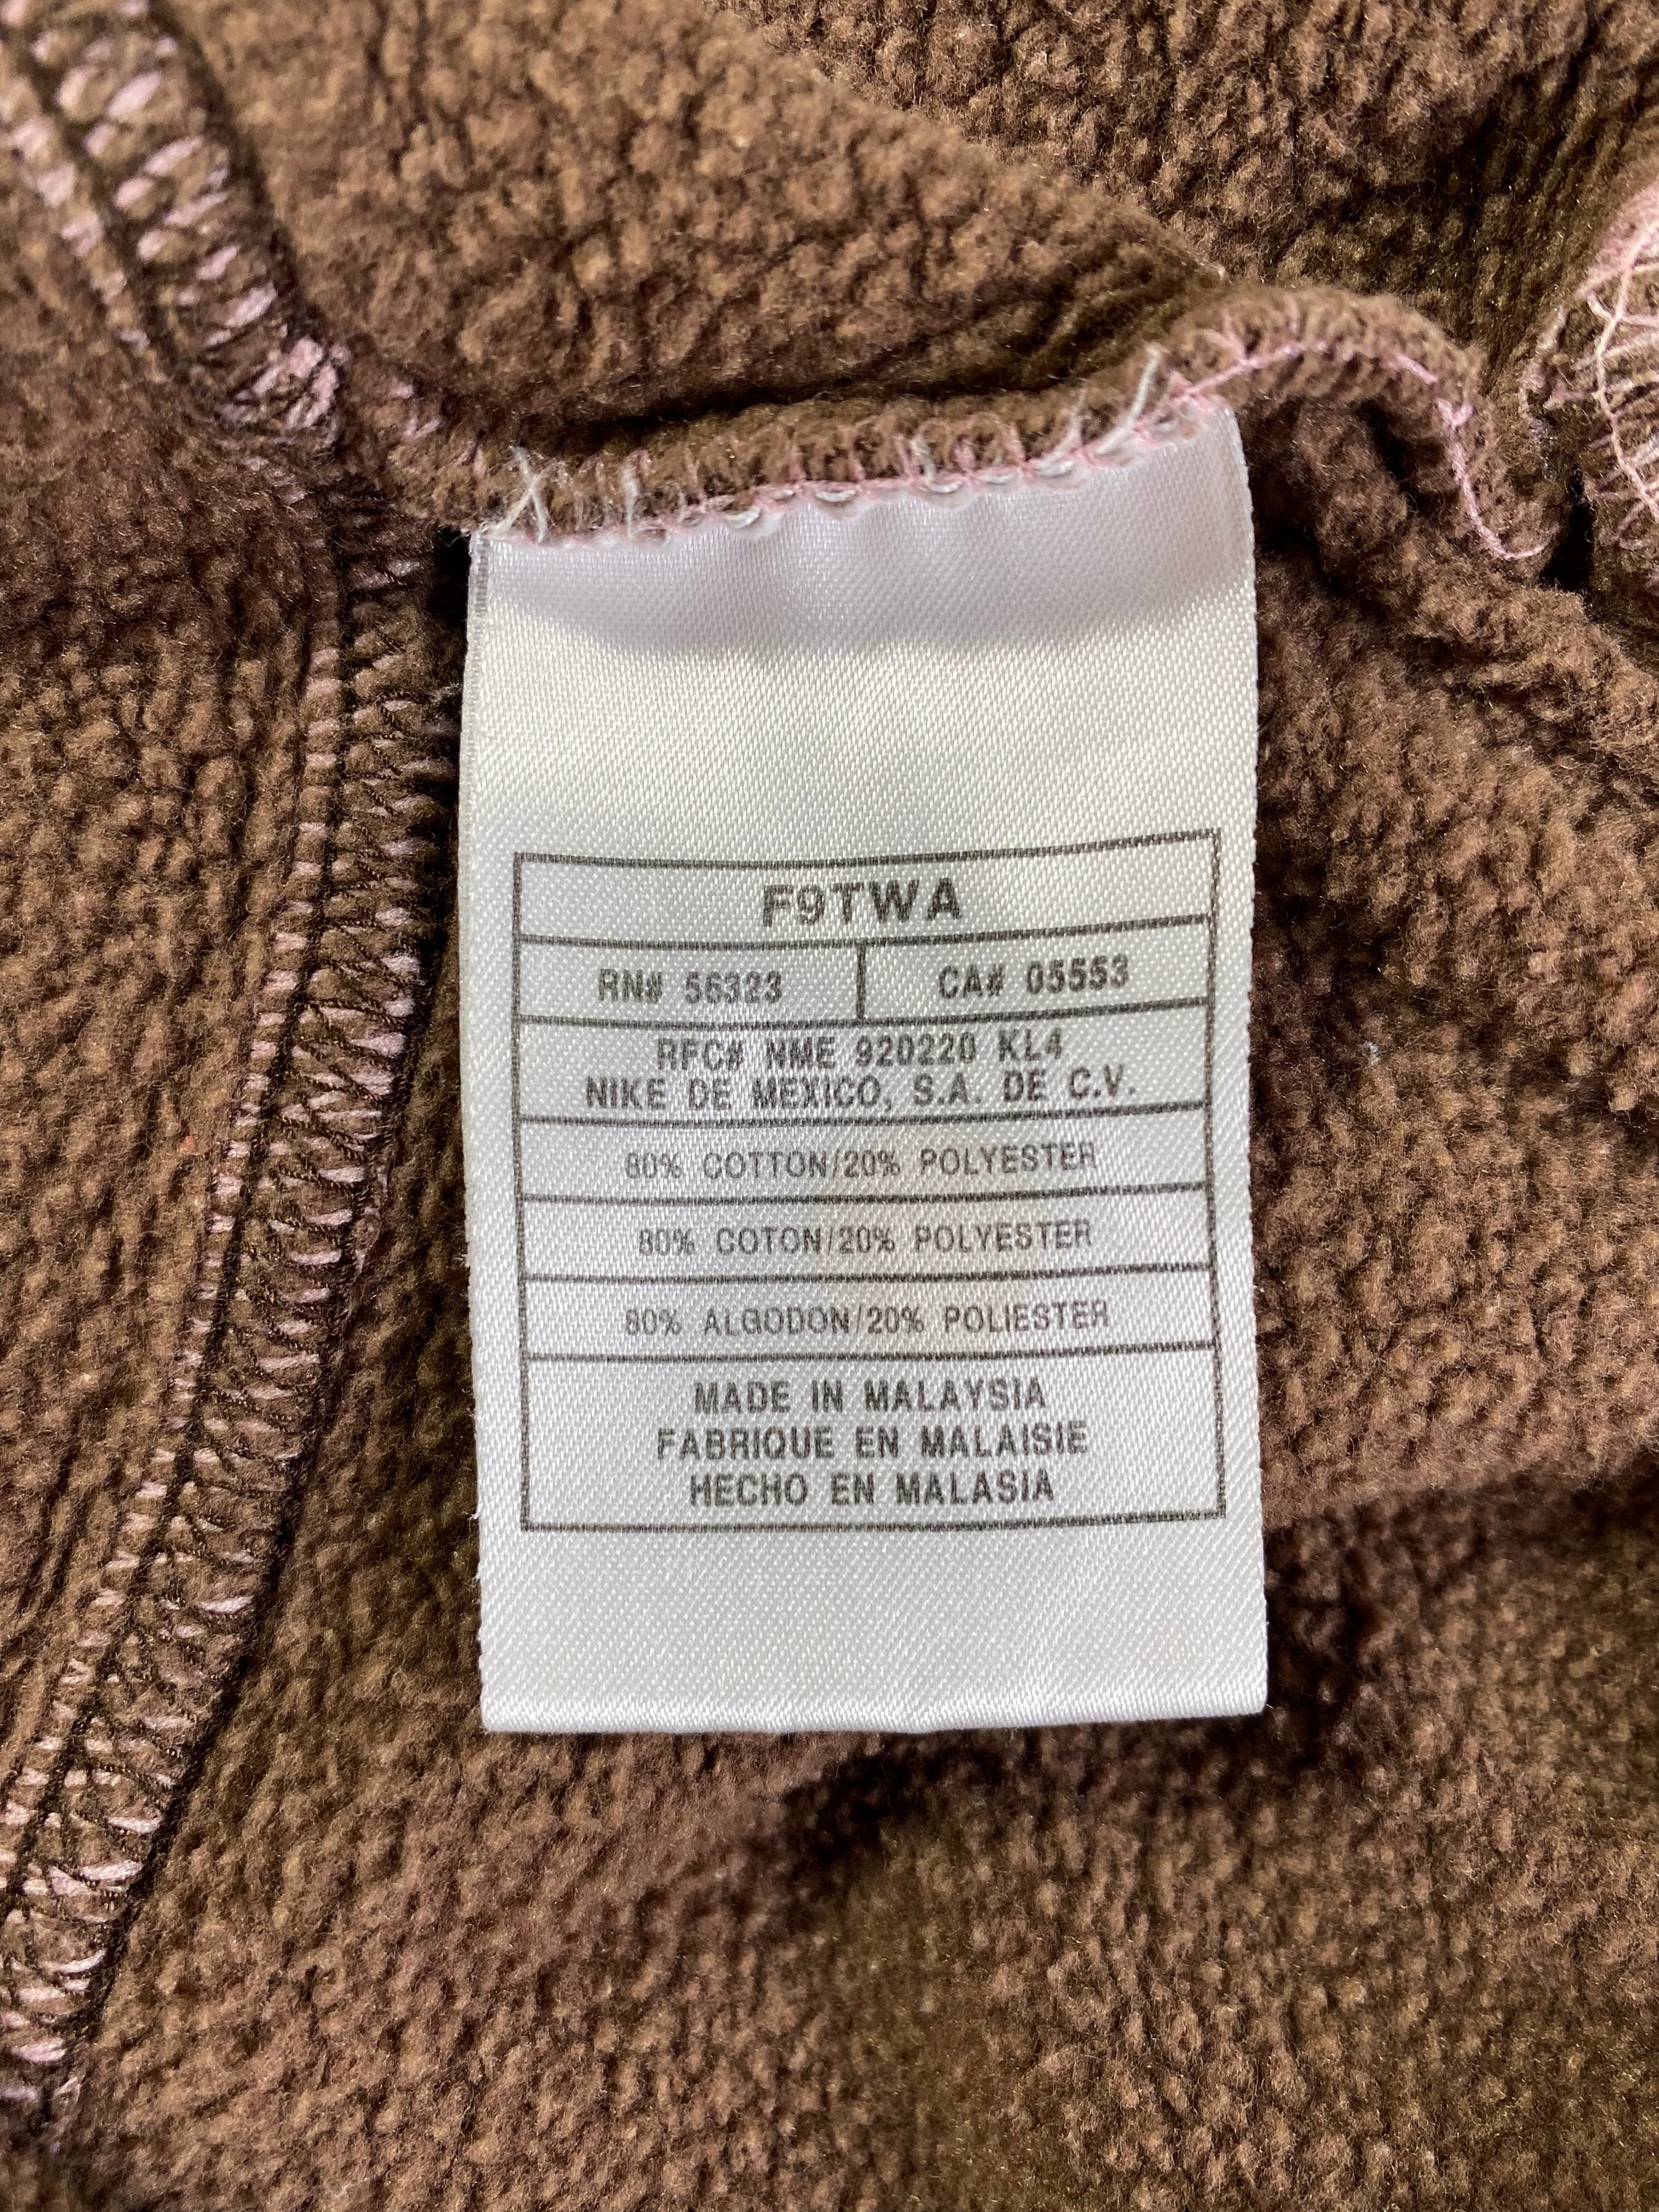 F9TWA
RN# 56323 CA# 05553
RFC# NME 920220 KL4
NIKE DE MEXICO, S.A. DE C.V.
80% COTTON/20% POLYESTER
80% COTON/20% POLYESTER
80% ALGODON/20% POLIESTER
MADE IN MALAYSIA
FABRIQUE EN MALAISIE
HECHO EN MALASIA